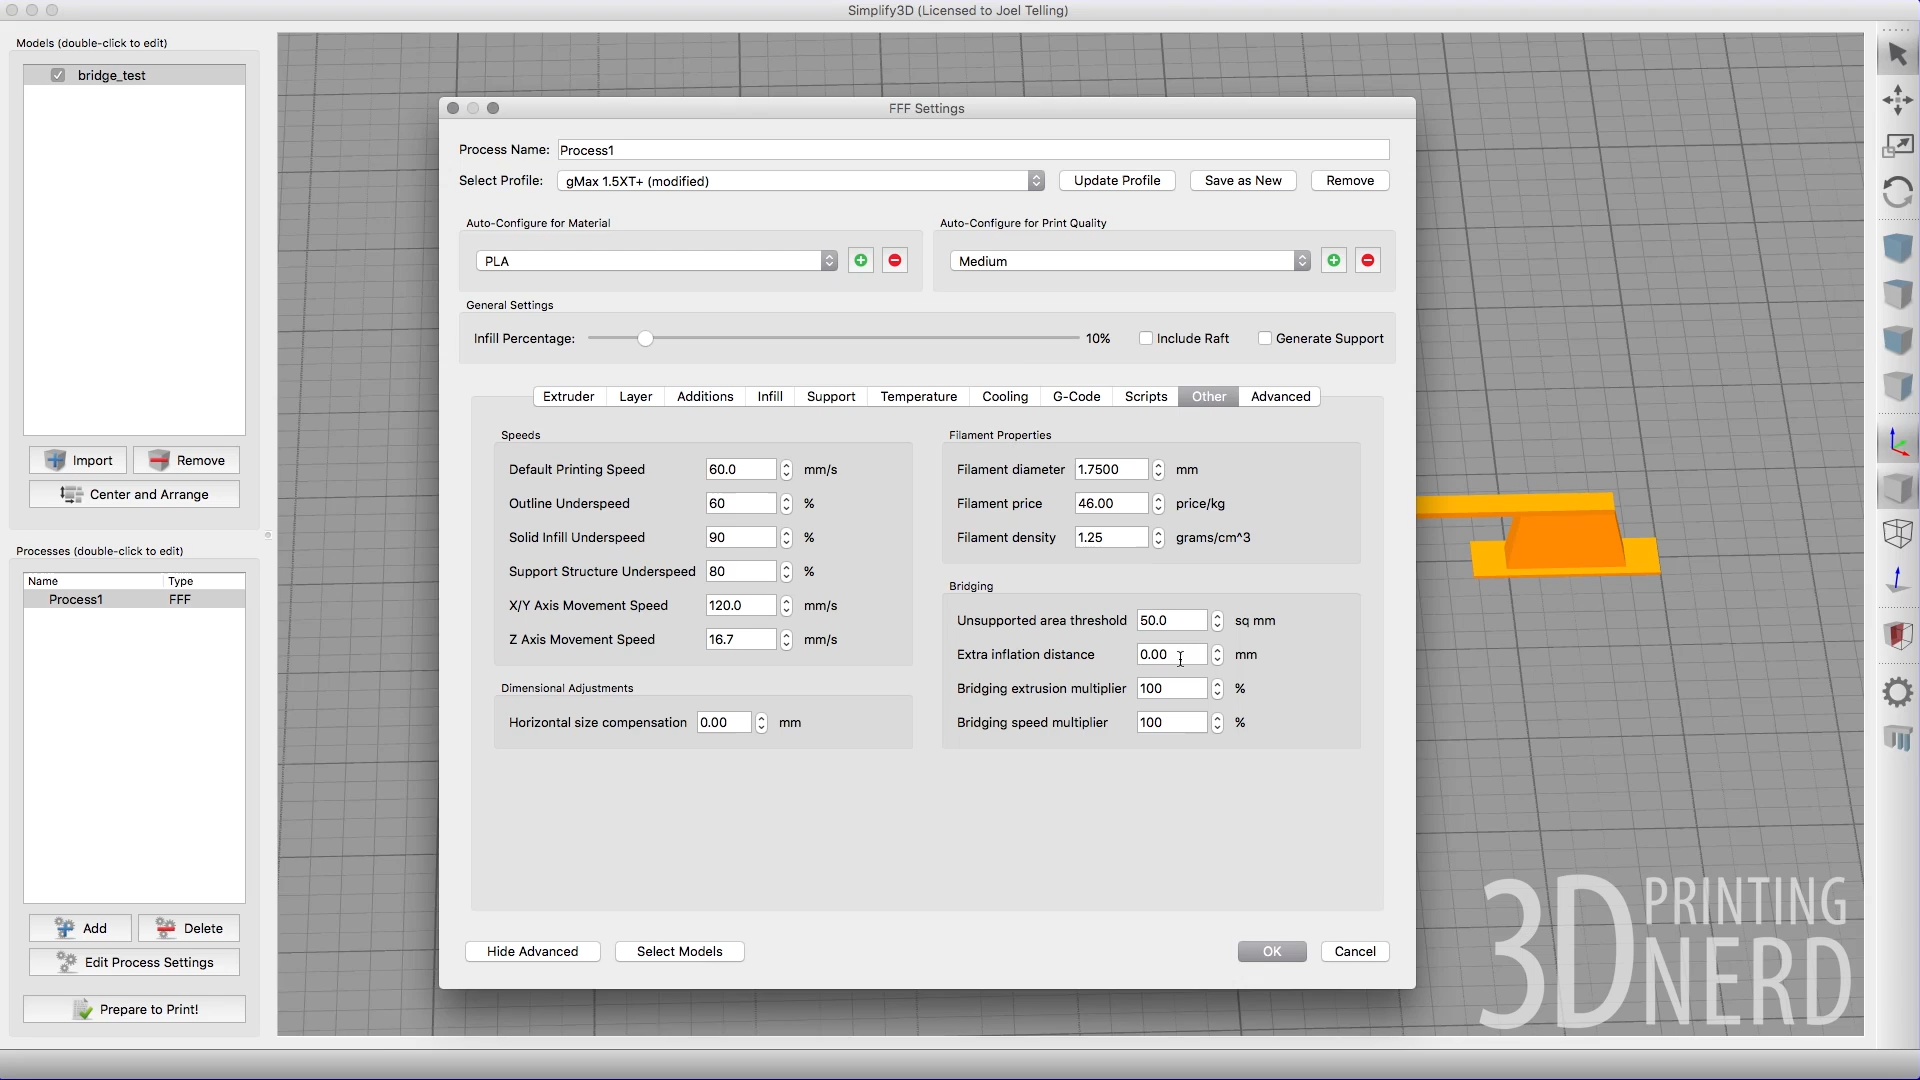 Simplify3D (Licensed to Joel Telling)
Models (double-click to edit)
bridge_test
Import
Remove
Center and Arrange
Processes (double-click to edit)
Name Type
Process1 FFF
Add
Delete
Edit Process Settings
Prepare to Print!
FFF Settings
Process Name: Process1
Select Profile: gMax 1.5XT+ (modified)
Update Profile
Save as New
Remove
Auto-Configure for Material
PLA
Auto-Configure for Print Quality
Medium
General Settings
Infill Percentage: 10%
Include Raft
Generate Support
Extruder Layer Additions Infill Support Temperature Cooling G-Code Scripts Other Advanced
Speeds
Default Printing Speed 60.0 mm/s
Outline Underspeed 60 %
Solid Infill Underspeed 90 %
Support Structure Underspeed 80 %
X/Y Axis Movement Speed 120.0 mm/s
Z Axis Movement Speed 16.7 mm/s
Dimensional Adjustments
Horizontal size compensation 0.00 mm
Filament Properties
Filament diameter 1.7500 mm
Filament price 46.00 price/kg
Filament density 1.25 grams/cm^3
Bridging
Unsupported area threshold 50.0 sq mm
Extra inflation distance 0.00 mm
Bridging extrusion multiplier 100 %
Bridging speed multiplier 100 %
Hide Advanced
Select Models
OK
Cancel
3D PRINTING
NERD